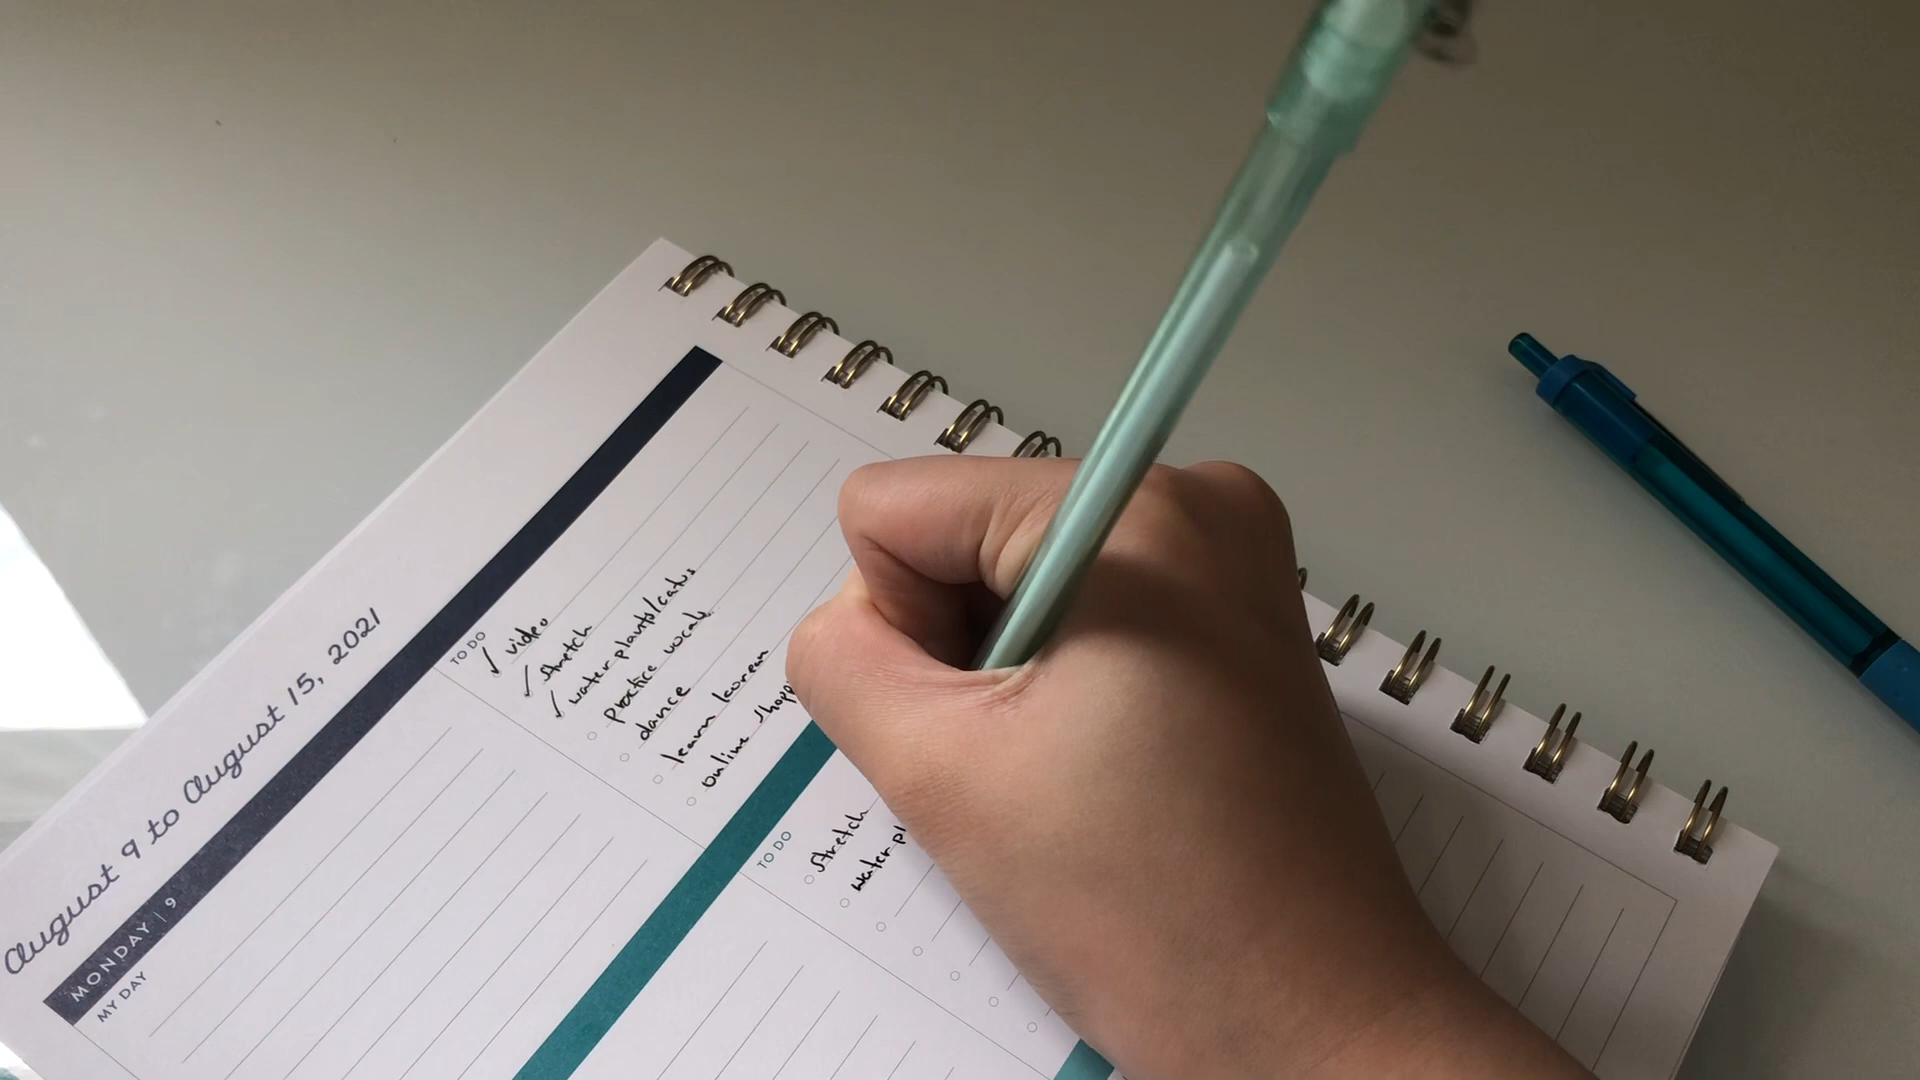 August 9 to August 15, 2021
MONDAY | 9
MY DAY
TO DO
✓ video
✓ stretch
✓ water plants/catus
practice vocals
dance
learn korean
online shopp
TO DO
stretch
water pl